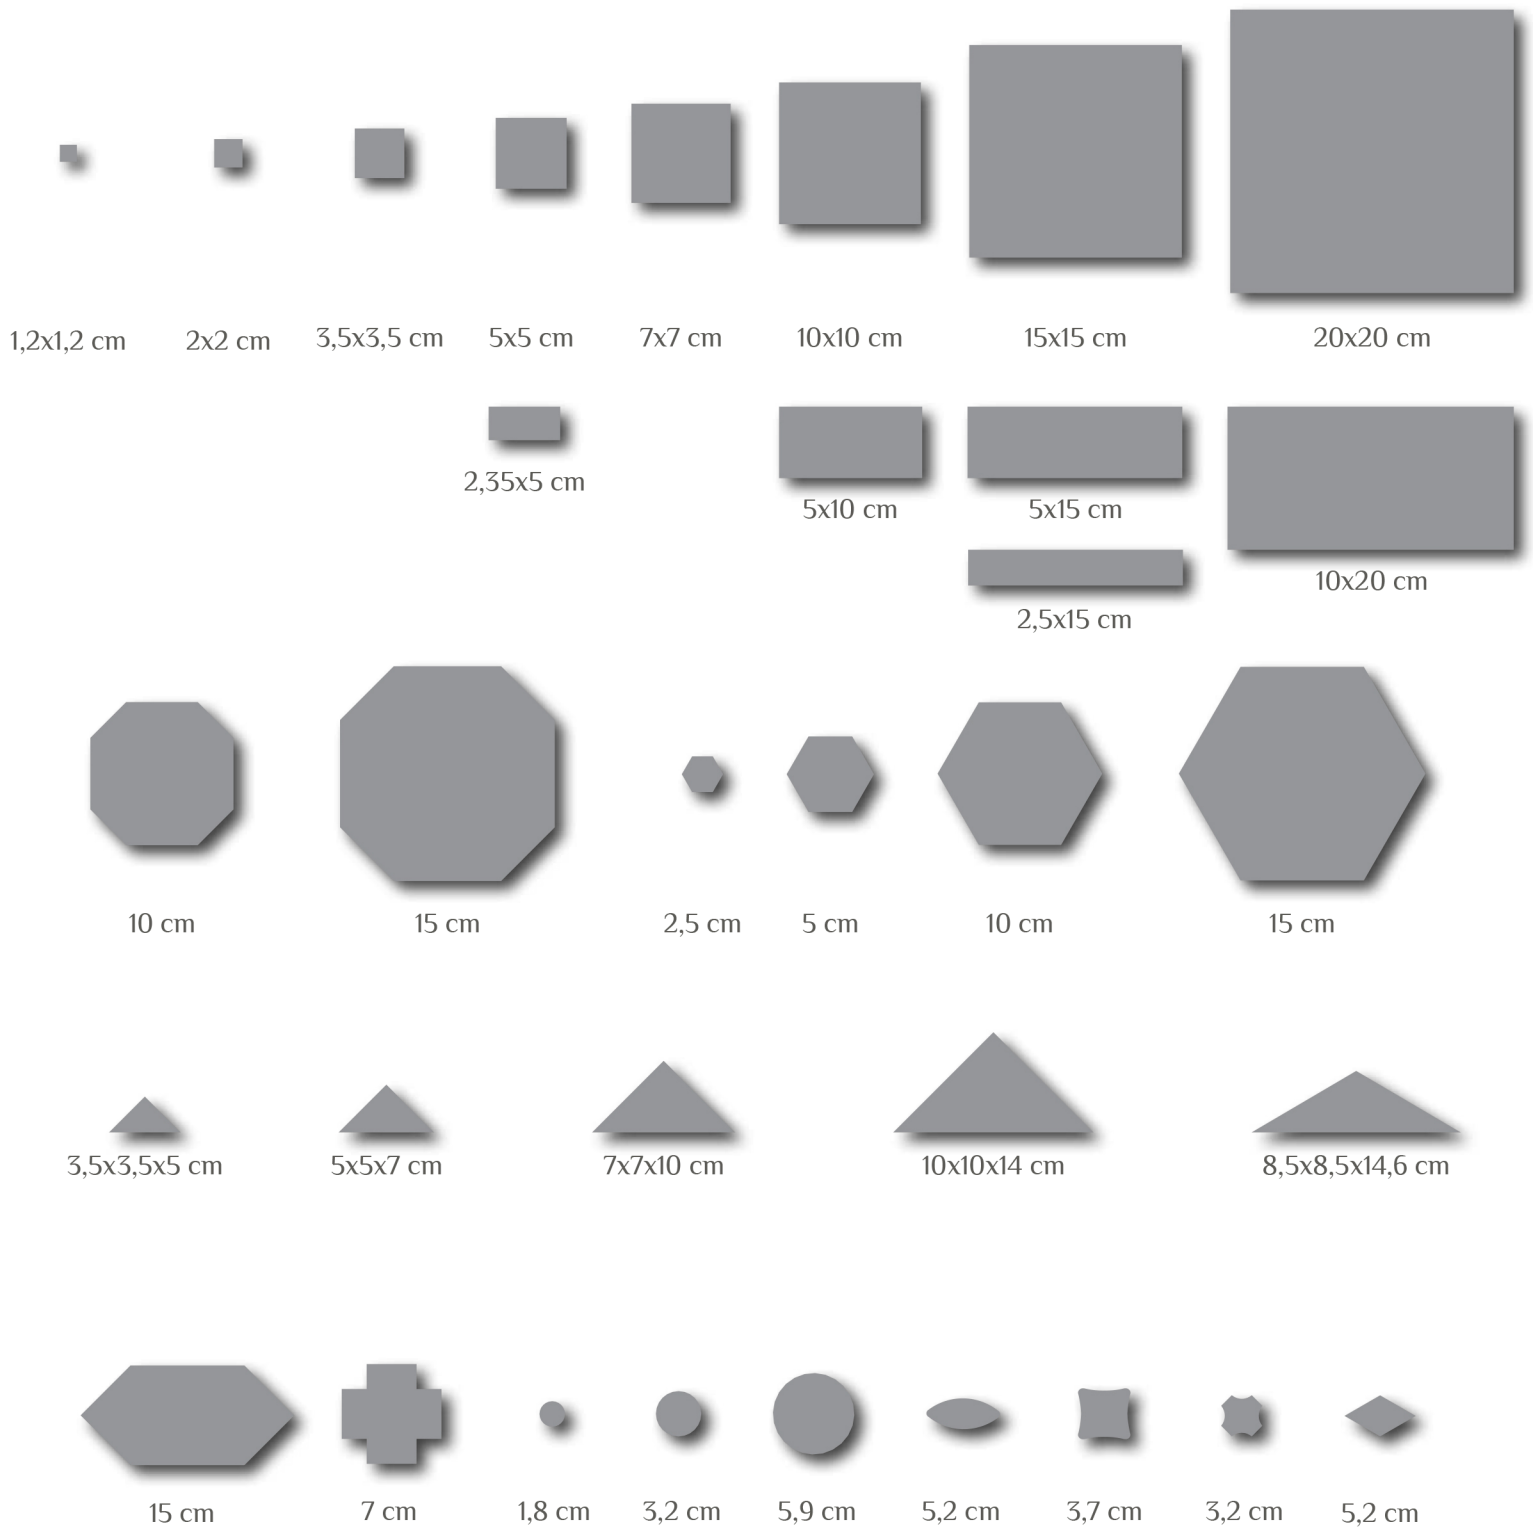 1,2x1,2 cm
2x2 cm
3,5x3,5 cm
5x5 cm
7x7 cm
10x10 cm
15x15 cm
20x20 cm
2,35x5 cm
5x10 cm
5x15 cm
10x20 cm
2,5x15 cm
10 cm
15 cm
2,5 cm
5 cm
10 cm
15 cm
3,5x3,5x5 cm
5x5x7 cm
7x7x10 cm
10x10x14 cm
8,5x8,5x14,6 cm
15 cm
7 cm
1,8 cm
3,2 cm
5,9 cm
5,2 cm
3,7 cm
3,2 cm
5,2 cm